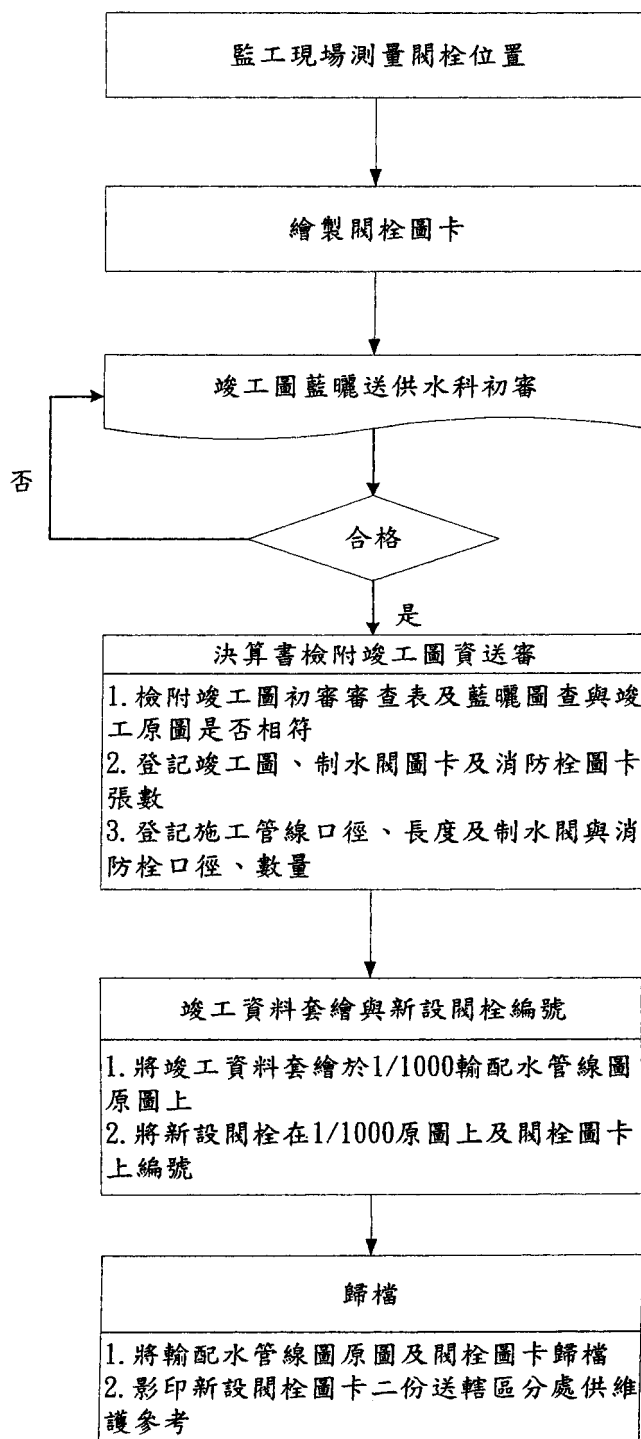 監工現場測量閥栓位置
繪製閥栓圖卡
竣工圖藍曬送供水科初審
否
合格
是
決算書檢附竣工圖資送審
1.檢附竣工圖初審審查表及藍曬圖查與竣
工原圖是否相符
2.登記竣工圖、制水閥圖卡及消防栓圖卡
張數
3.登記施工管線口徑、長度及制水閥與消
防栓口徑、數量
竣工資料套繪與新設閥栓編號
1.將竣工資料套繪於1/1000輸配水管線圖
原圖上
2.將新設閥栓在1/1000原圖上及閥栓圖卡
上編號
歸檔
1.將輸配水管線圖原圖及閥栓圖卡歸檔
2.影印新設閥栓圖卡二份送轄區分處供維
護參考